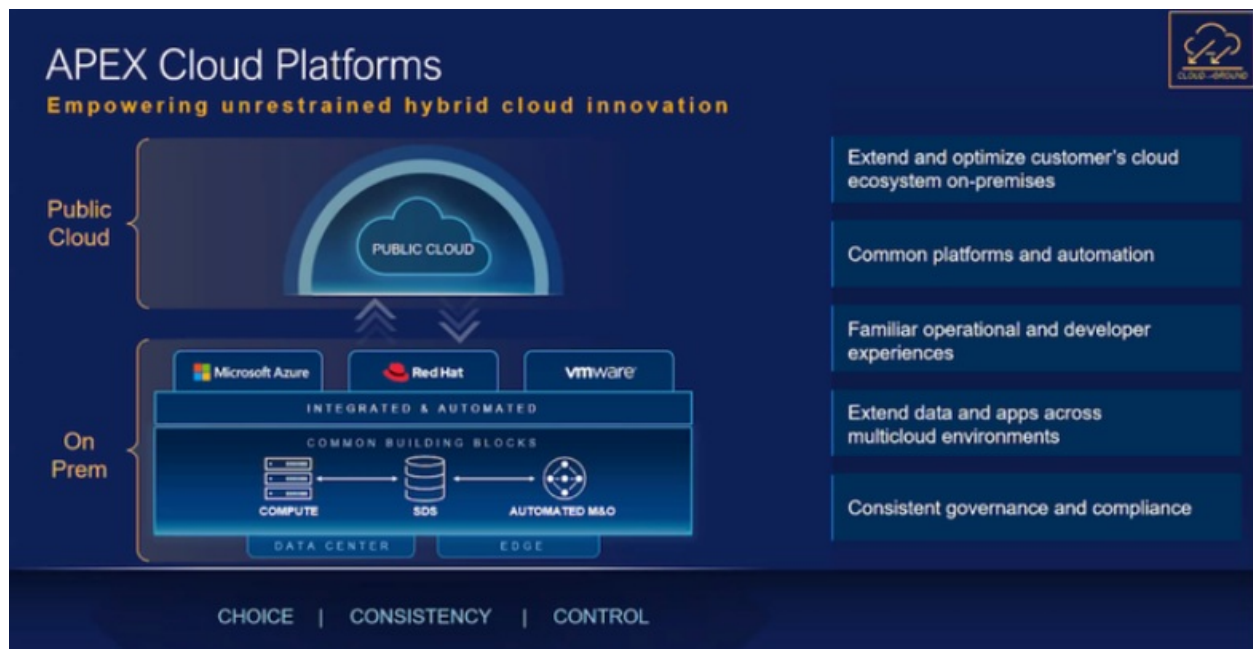 APEX Cloud Platforms
Empowering unrestrained hybrid cloud innovation
CLOUD to GROUND
Public
Cloud
PUBLIC CLOUD
On
Prem
Microsoft Azure
Red Hat
vmware
INTEGRATED & AUTOMATED
COMMON BUILDING BLOCKS
COMPUTE
SDS
AUTOMATED M&O
DATA CENTER
EDGE
Extend and optimize customer's cloud
ecosystem on-premises
Common platforms and automation
Familiar operational and developer
experiences
Extend data and apps across
multicloud environments
Consistent governance and compliance
CHOICE | CONSISTENCY | CONTROL